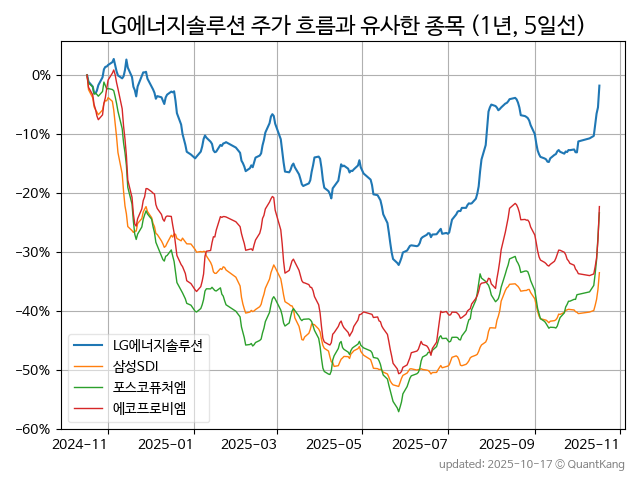 LG에너지솔루션 주가 흐름과 유사한 종목 (1년, 5일선)
0%
−10%
−20%
−30%
−40%
−50%
−60%
LG에너지솔루션
삼성SDI
포스코퓨처엠
에코프로비엠
2024-11
2025-01
2025-03
2025-05
2025-07
2025-09
2025-11
updated: 2025-10-17 © QuantKang